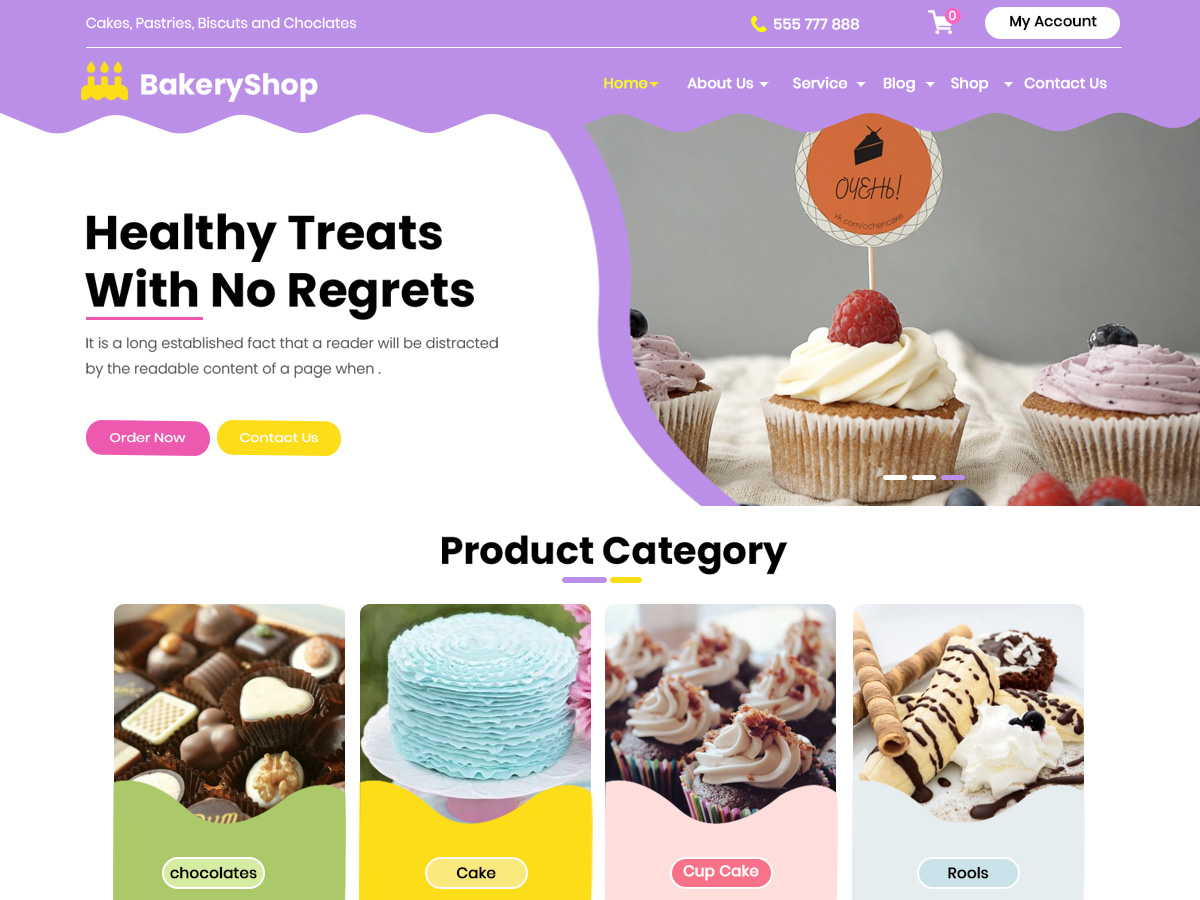 Cakes, Pastries, Biscuts and Choclates
555 777 888
0
My Account
BakeryShop
Home
About Us
Service
Blog
Shop
Contact Us
ОЧЕНЬ!
vk.com/ochencake
Healthy Treats
With No Regrets
It is a long established fact that a reader will be distracted
by the readable content of a page when .
Order Now
Contact Us
Product Category
chocolates
Cake
Cup Cake
Rools